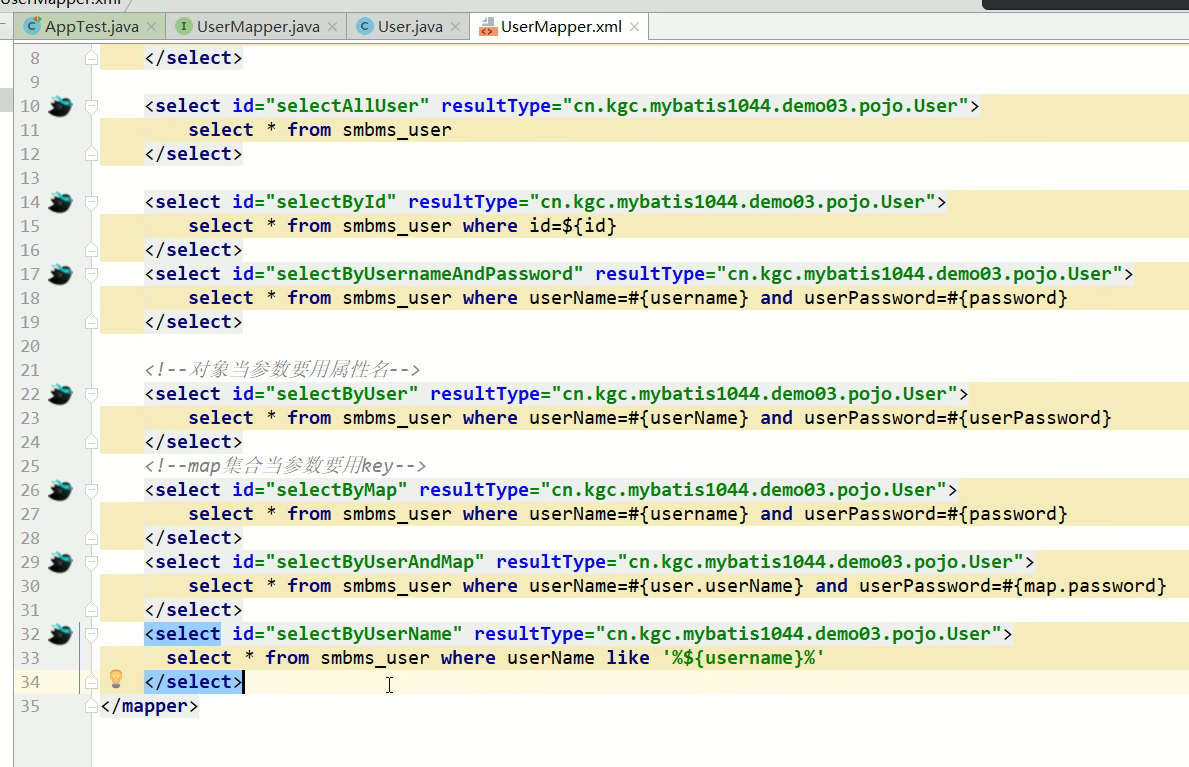 UserMapper.xml
AppTest.java UserMapper.java User.java UserMapper.xml
8 </select>
9
10 <select id="selectAllUser" resultType="cn.kgc.mybatis1044.demo03.pojo.User">
11 select * from smbms_user
12 </select>
13
14 <select id="selectById" resultType="cn.kgc.mybatis1044.demo03.pojo.User">
15 select * from smbms_user where id=${id}
16 </select>
17 <select id="selectByUsernameAndPassword" resultType="cn.kgc.mybatis1044.demo03.pojo.User">
18 select * from smbms_user where userName=#{username} and userPassword=#{password}
19 </select>
20
21 <!--对象当参数要用属性名-->
22 <select id="selectByUser" resultType="cn.kgc.mybatis1044.demo03.pojo.User">
23 select * from smbms_user where userName=#{userName} and userPassword=#{userPassword}
24 </select>
25 <!--map集合当参数要用key-->
26 <select id="selectByMap" resultType="cn.kgc.mybatis1044.demo03.pojo.User">
27 select * from smbms_user where userName=#{username} and userPassword=#{password}
28 </select>
29 <select id="selectByUserAndMap" resultType="cn.kgc.mybatis1044.demo03.pojo.User">
30 select * from smbms_user where userName=#{user.userName} and userPassword=#{map.password}
31 </select>
32 <select id="selectByUserName" resultType="cn.kgc.mybatis1044.demo03.pojo.User">
33 select * from smbms_user where userName like '%${username}%'
34 </select>
35 </mapper>